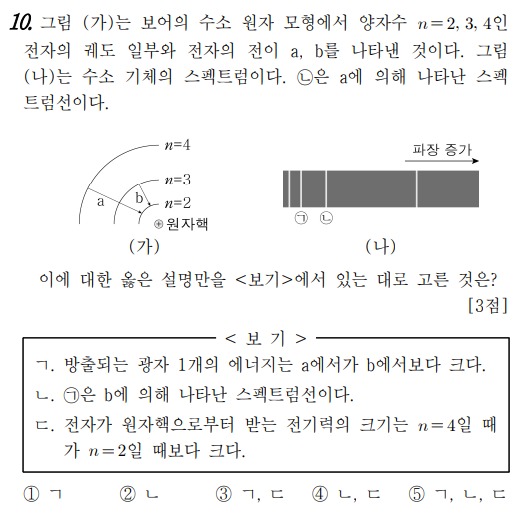 10. 그림 (가)는 보어의 수소 원자 모형에서 양자수 n=2, 3, 4인
전자의 궤도 일부와 전자의 전이 a, b를 나타낸 것이다. 그림
(나)는 수소 기체의 스펙트럼이다. ㉡은 a에 의해 나타난 스펙
트럼선이다.
n=4
n=3
n=2
a
b
원자핵
(가)
파장 증가
㉠ ㉡
(나)
이에 대한 옳은 설명만을 <보기>에서 있는 대로 고른 것은?
[3점]
< 보 기 >
ㄱ. 방출되는 광자 1개의 에너지는 a에서가 b에서보다 크다.
ㄴ. ㉠은 b에 의해 나타난 스펙트럼선이다.
ㄷ. 전자가 원자핵으로부터 받는 전기력의 크기는 n=4일 때
가 n=2일 때보다 크다.
① ㄱ ② ㄴ ③ ㄱ, ㄷ ④ ㄴ, ㄷ ⑤ ㄱ, ㄴ, ㄷ